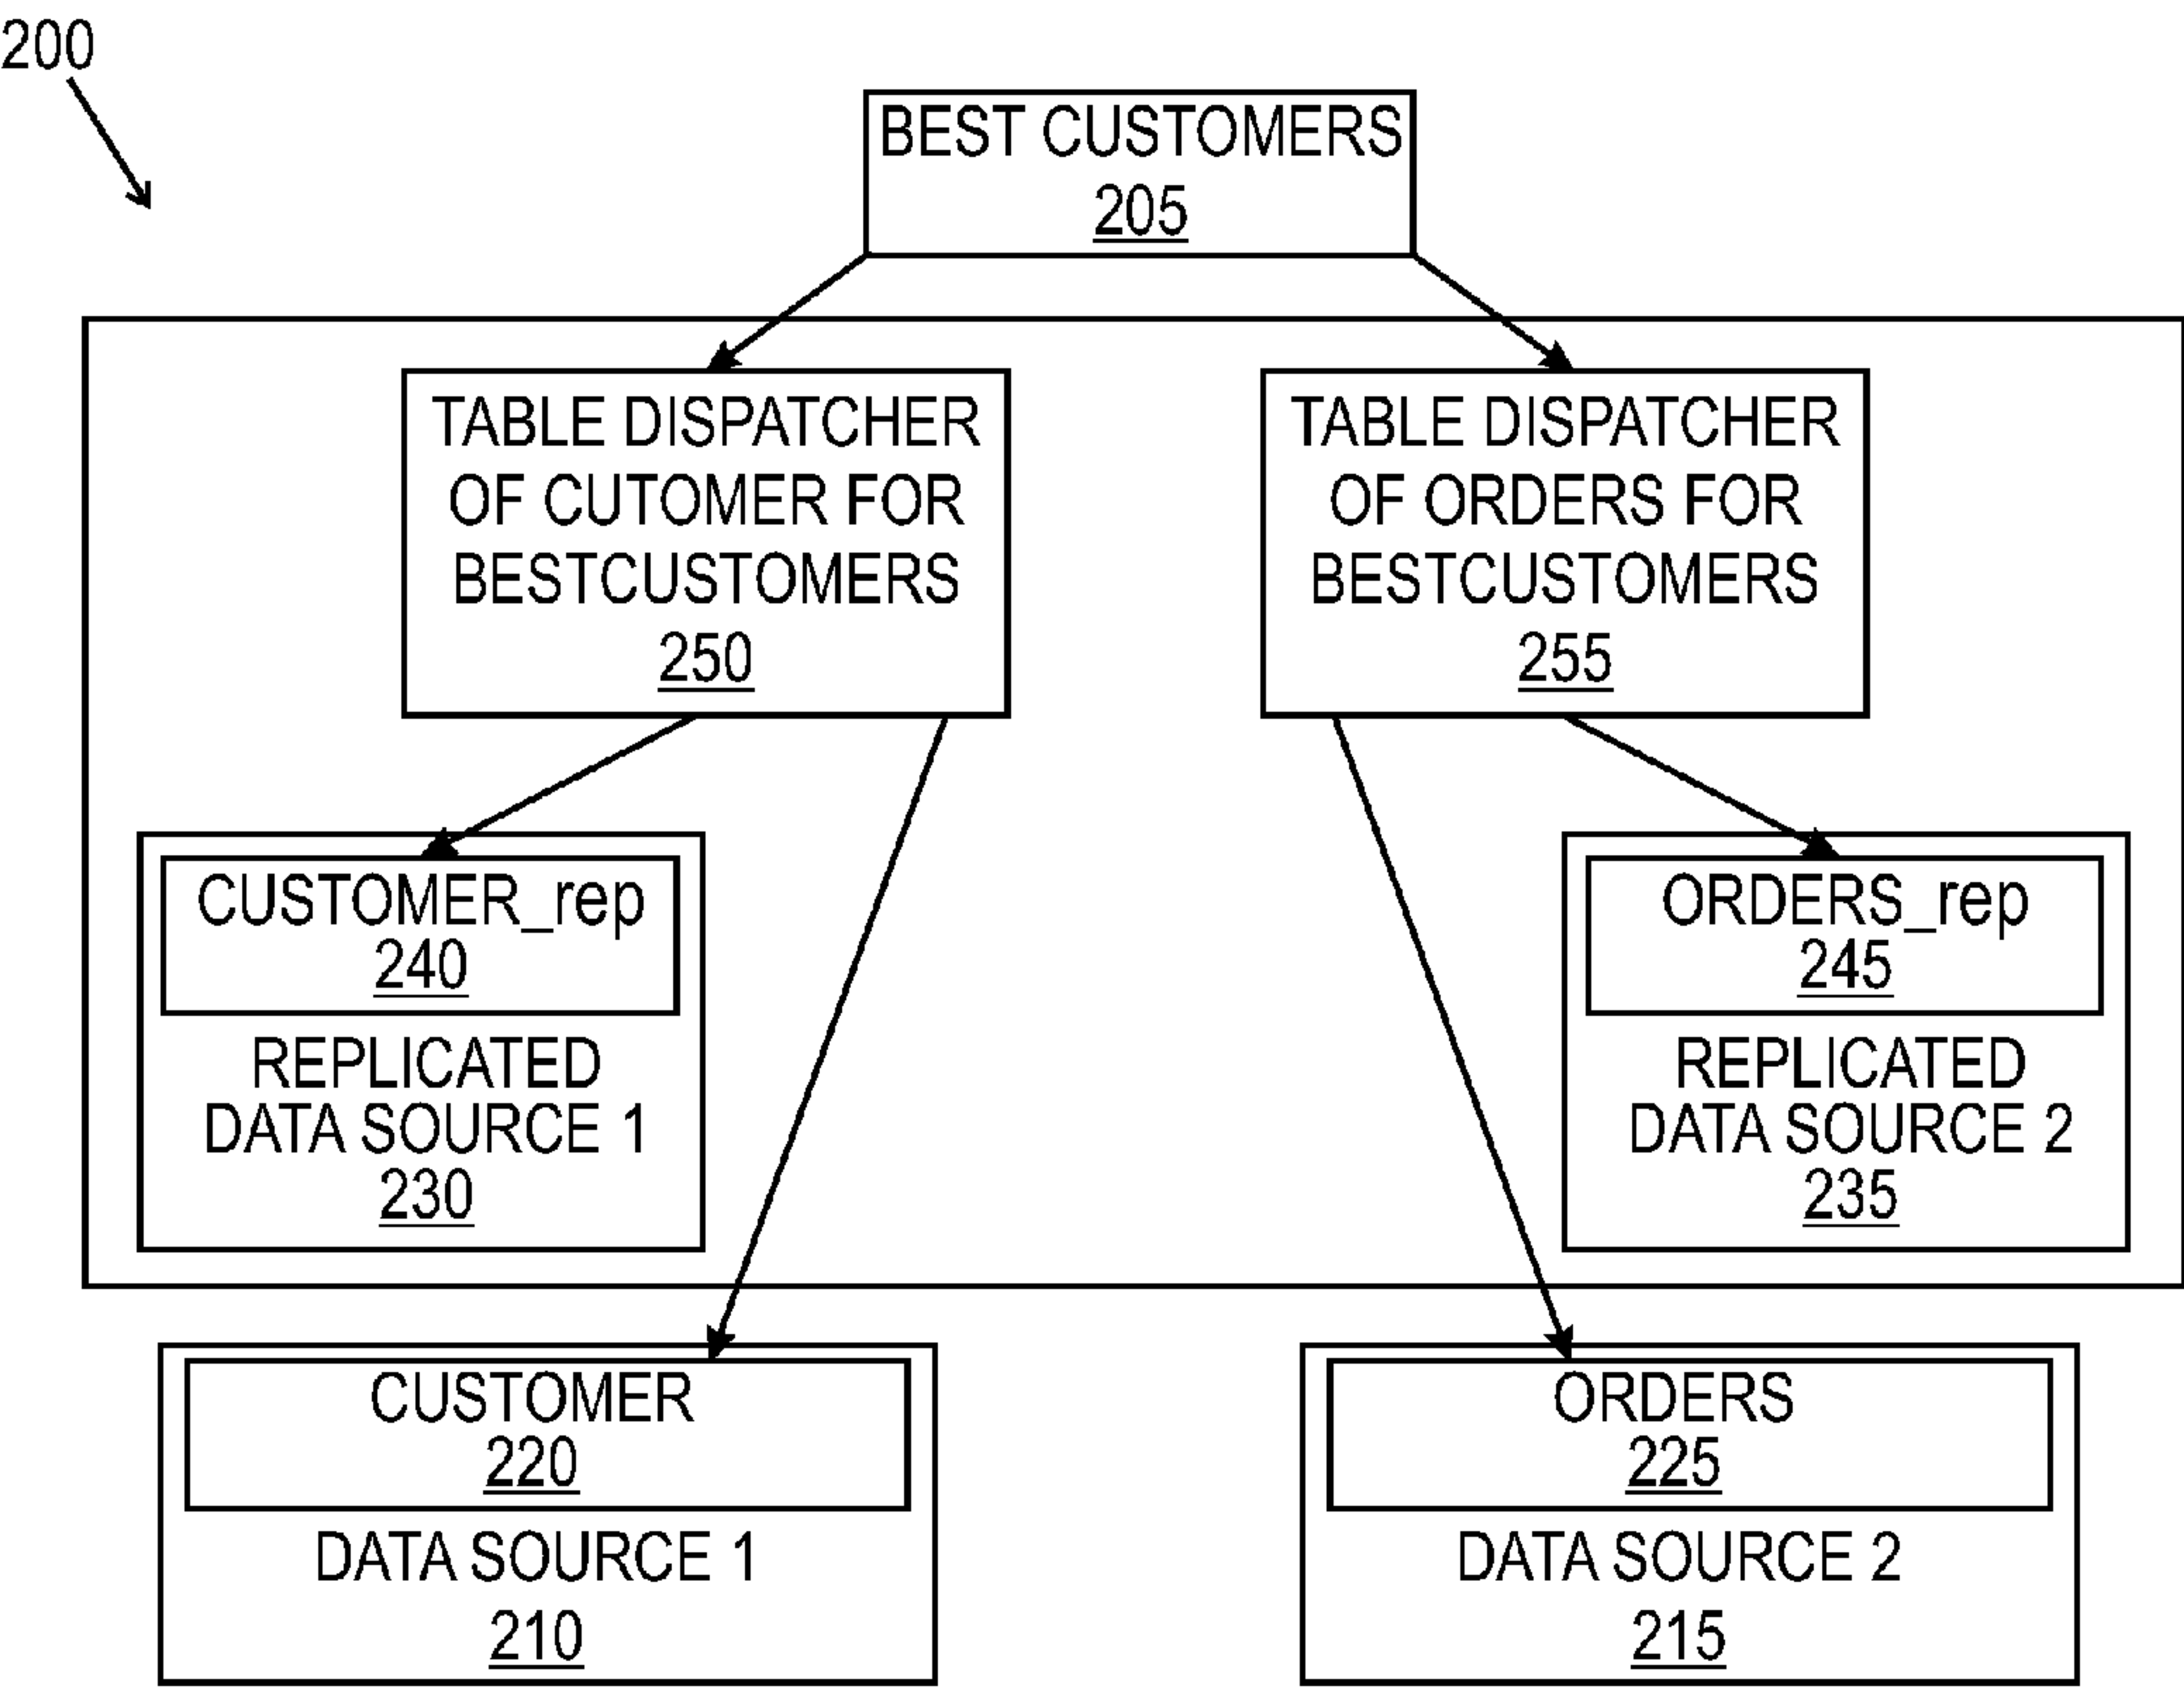 200
BEST CUSTOMERS
205
TABLE DISPATCHER
OF CUTOMER FOR
BESTCUSTOMERS
250
TABLE DISPATCHER
OF ORDERS FOR
BESTCUSTOMERS
255
CUSTOMER_rep
240
REPLICATED
DATA SOURCE 1
230
ORDERS_rep
245
REPLICATED
DATA SOURCE 2
235
CUSTOMER
220
DATA SOURCE 1
210
ORDERS
225
DATA SOURCE 2
215